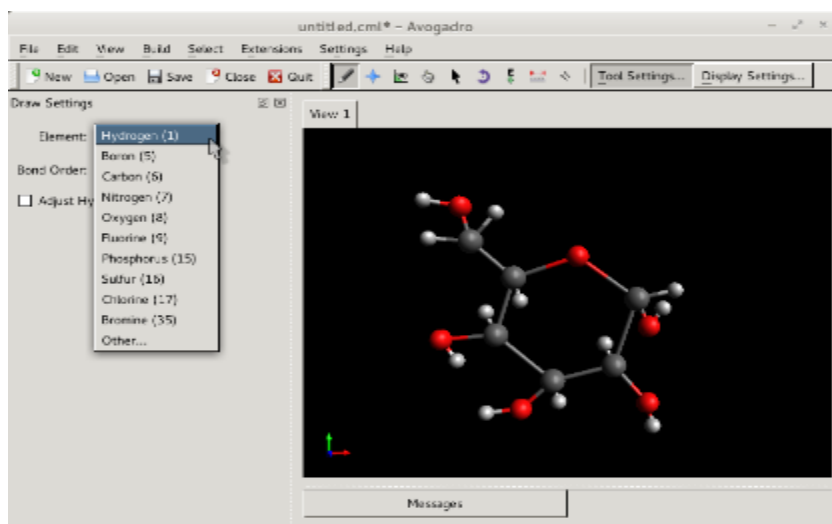 untitled.cml* - Avogadro
File Edit View Build Select Extensions Settings Help
New Open Save Close Quit Tool Settings... Display Settings...
Draw Settings
View 1
Element:
Hydrogen (1)
Boron (5)
Bond Order:
Carbon (6)
Adjust Hy
Nitrogen (7)
Oxygen (8)
Fluorine (9)
Phosphorus (15)
Sulfur (16)
Chlorine (17)
Bromine (35)
Other...
Messages